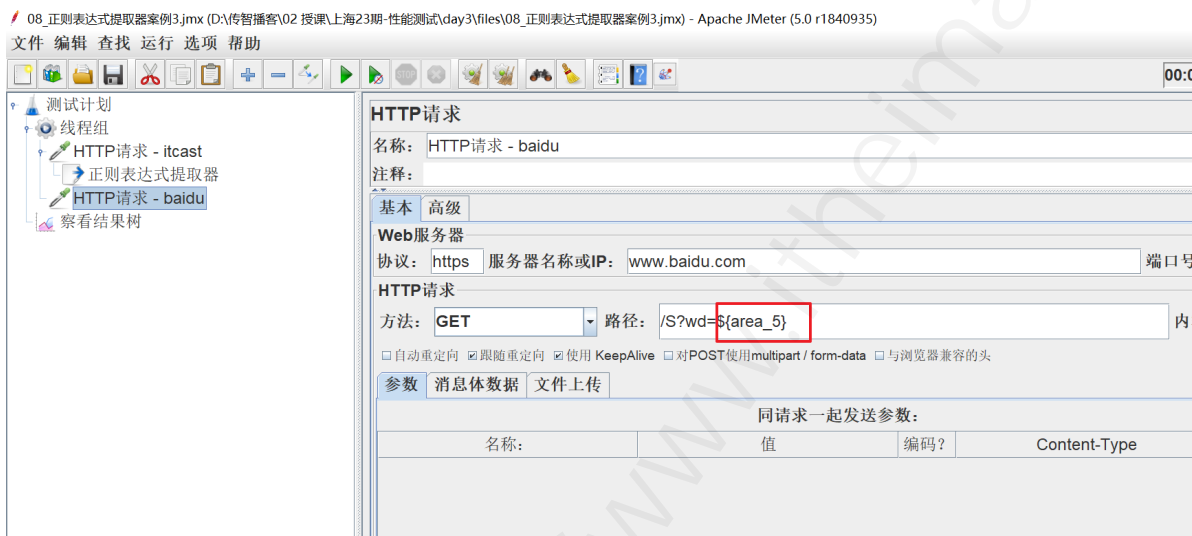 08_正则表达式提取器案例3.jmx (D:\传智播客\02 授课\上海23期-性能测试\day3\files\08_正则表达式提取器案例3.jmx) - Apache JMeter (5.0 r1840935)
文件 编辑 查找 运行 选项 帮助
STOP
00:0
测试计划
线程组
HTTP请求 - itcast
正则表达式提取器
HTTP请求 - baidu
察看结果树
HTTP请求
名称: HTTP请求 - baidu
注释:
基本 高级
Web服务器
协议: https 服务器名称或IP: www.baidu.com 端口号
HTTP请求
方法: GET 路径: /S?wd=${area_5} 内
自动重定向 跟随重定向 使用 KeepAlive 对POST使用multipart / form-data 与浏览器兼容的头
参数 消息体数据 文件上传
同请求一起发送参数:
名称: 值 编码? Content-Type
www.itheima